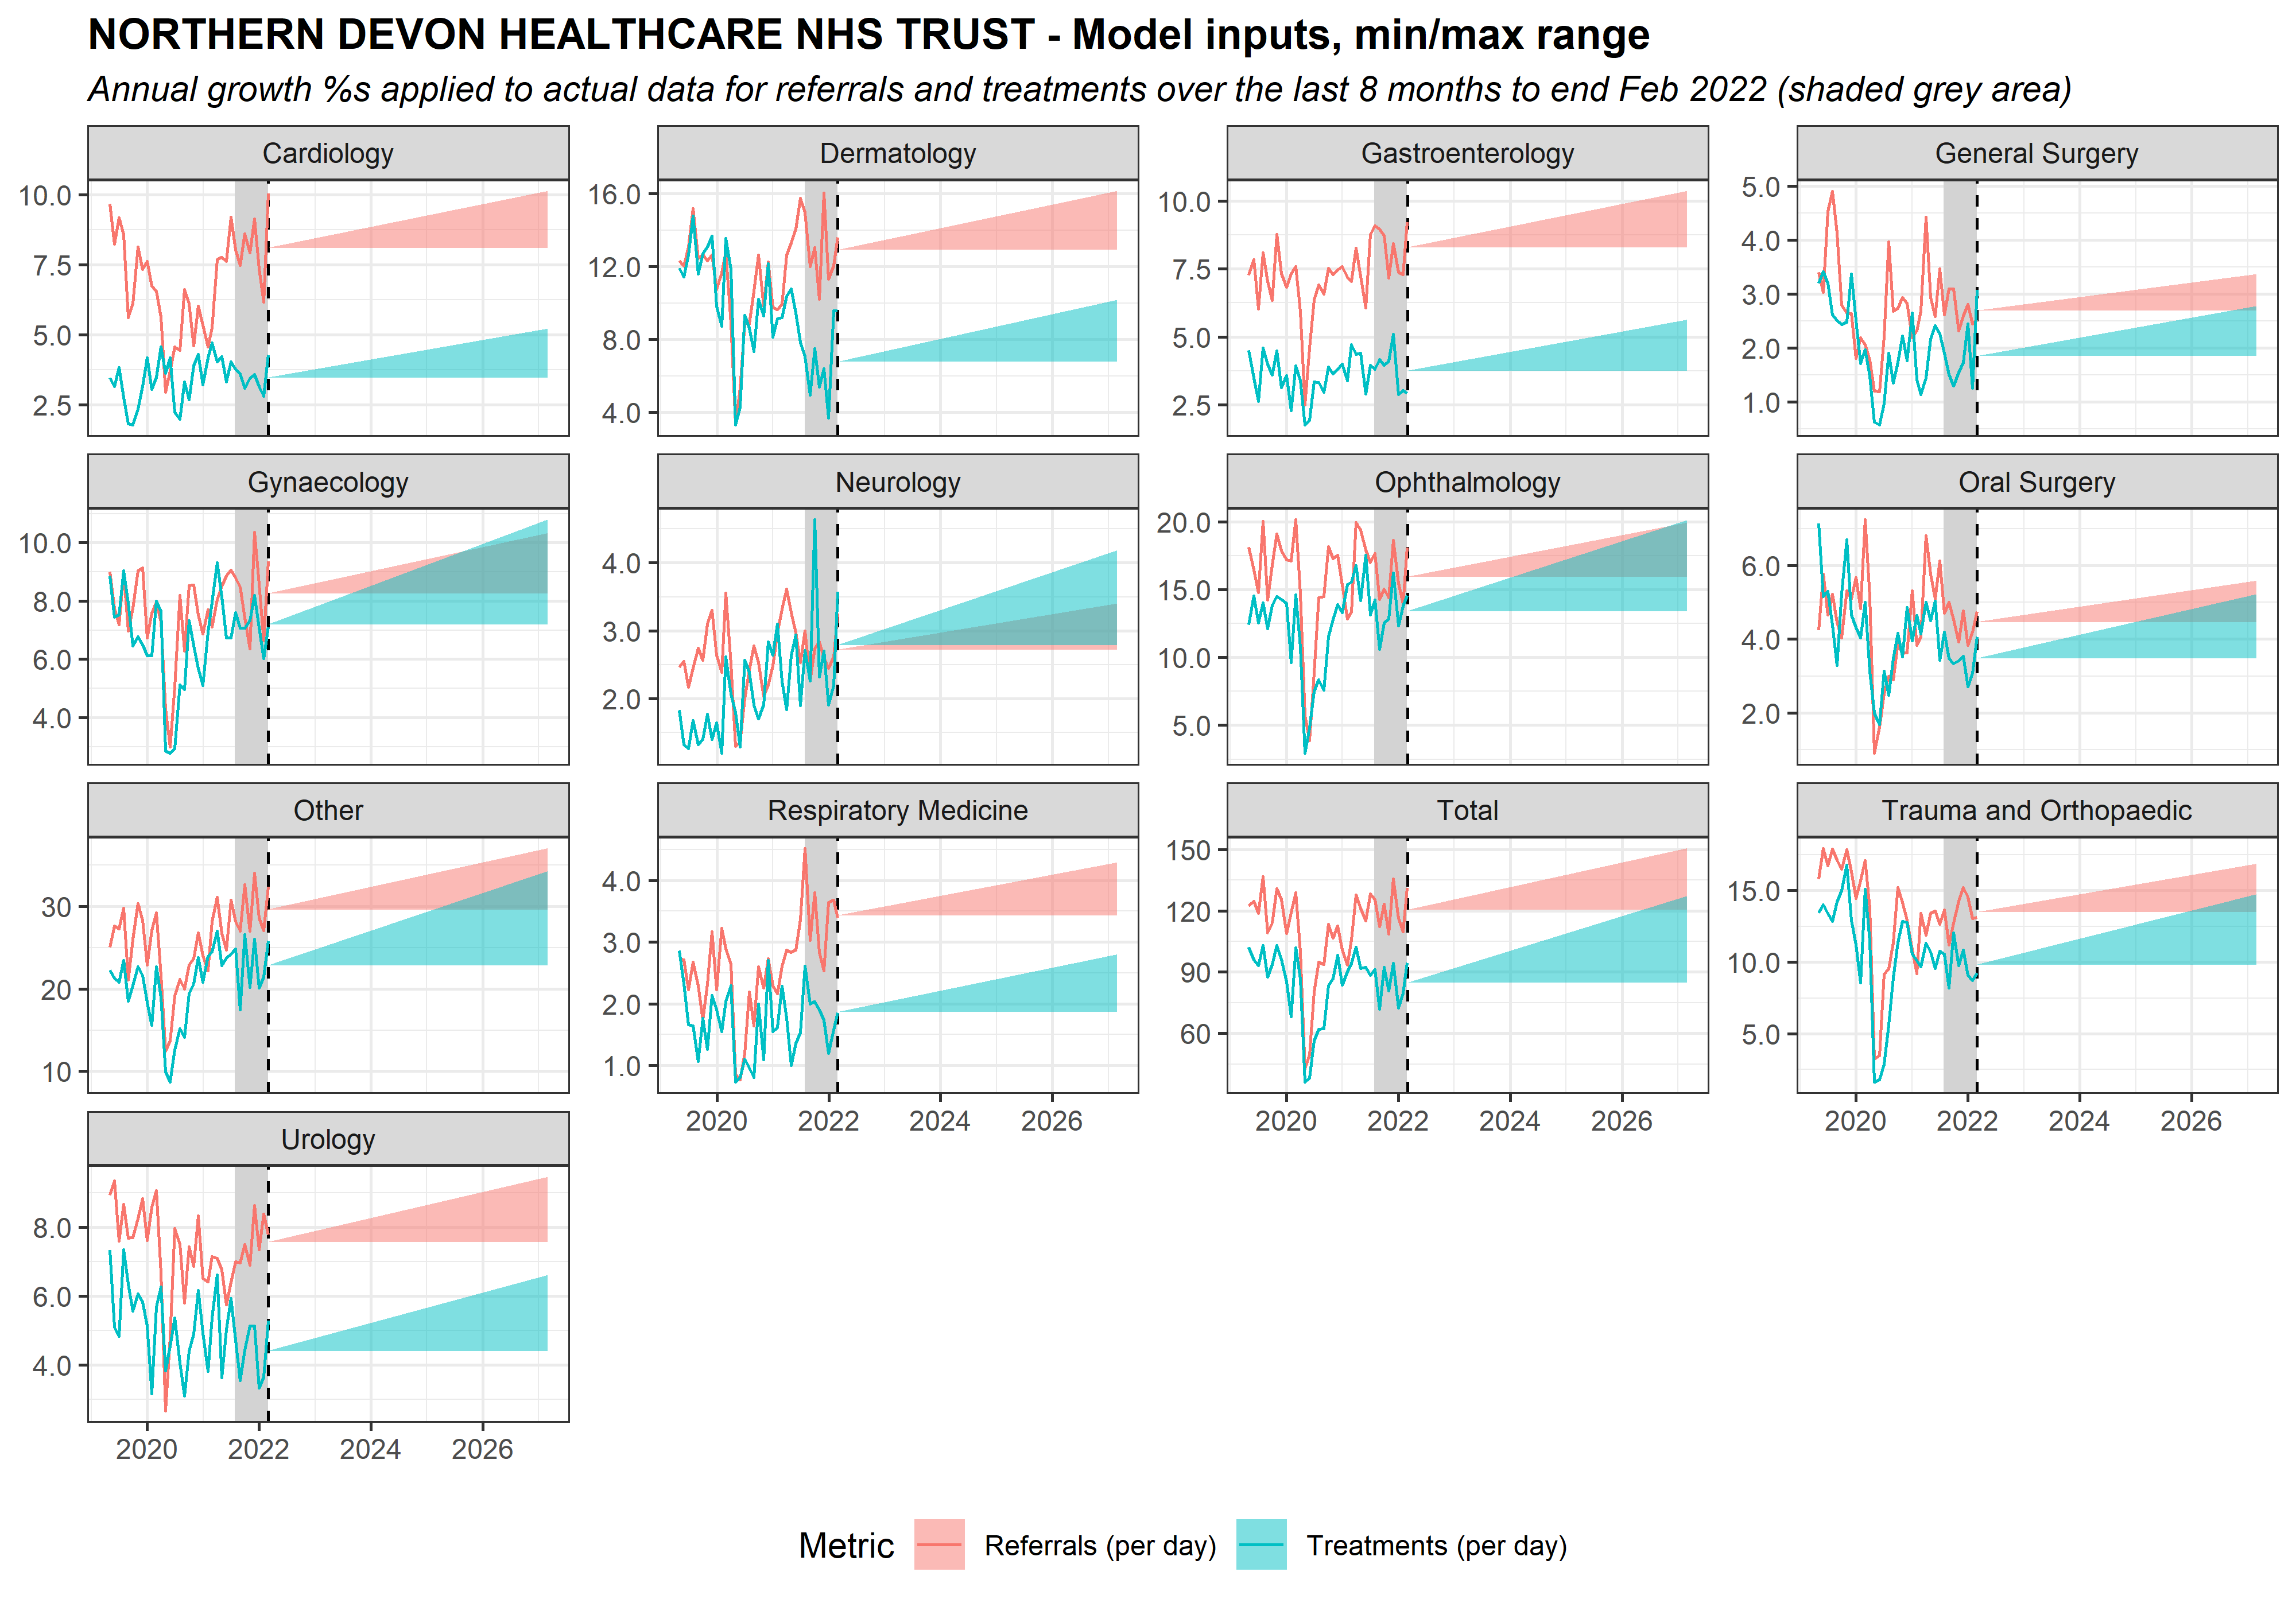 NORTHERN DEVON HEALTHCARE NHS TRUST - Model inputs, min/max range
Annual growth %s applied to actual data for referrals and treatments over the last 8 months to end Feb 2022 (shaded grey area)
Cardiology
10.0
7.5
5.0
2.5
Dermatology
16.0
12.0
8.0
4.0
Gastroenterology
10.0
7.5
5.0
2.5
General Surgery
5.0
4.0
3.0
2.0
1.0
Gynaecology
10.0
8.0
6.0
4.0
Neurology
4.0
3.0
2.0
Ophthalmology
20.0
15.0
10.0
5.0
Oral Surgery
6.0
4.0
2.0
Other
30
20
10
Respiratory Medicine
4.0
3.0
2.0
1.0
2020 2022 2024 2026
Total
150
120
90
60
2020 2022 2024 2026
Trauma and Orthopaedic
15.0
10.0
5.0
2020 2022 2024 2026
Urology
8.0
6.0
4.0
2020 2022 2024 2026
Metric Referrals (per day) Treatments (per day)